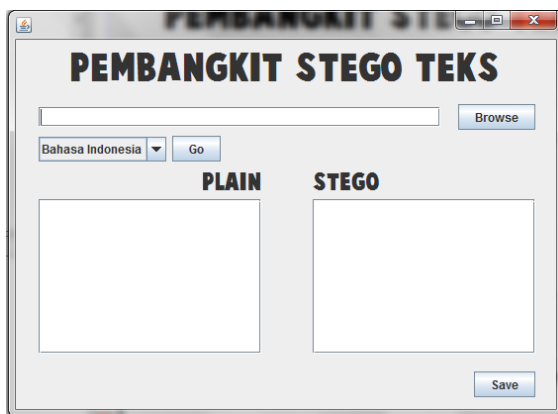 PEMBANGKIT STEGO TEKS
Browse
Bahasa Indonesia Go
PLAIN STEGO
Save